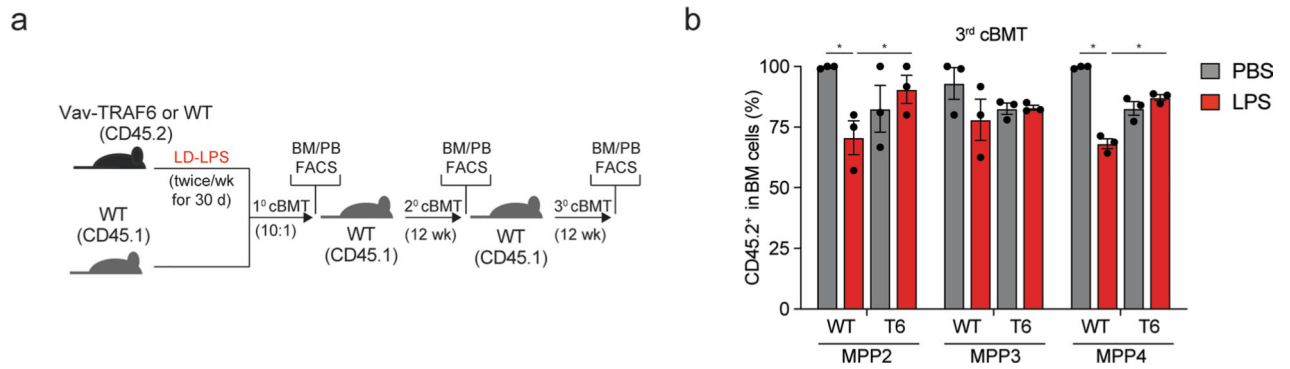 a
Vav-TRAF6 or WT
(CD45.2)
LD-LPS
(twice/wk
for 30 d)
WT
(CD45.1)
1⁰ cBMT
(10:1)
BM/PB
FACS
WT
(CD45.1)
2⁰ cBMT
(12 wk)
BM/PB
FACS
WT
(CD45.1)
3⁰ cBMT
(12 wk)
BM/PB
FACS
b
3rd cBMT
* * * *
CD45.2+ in BM cells (%)
100
75
50
25
0
WT T6 WT T6 WT T6
MPP2 MPP3 MPP4
PBS
LPS